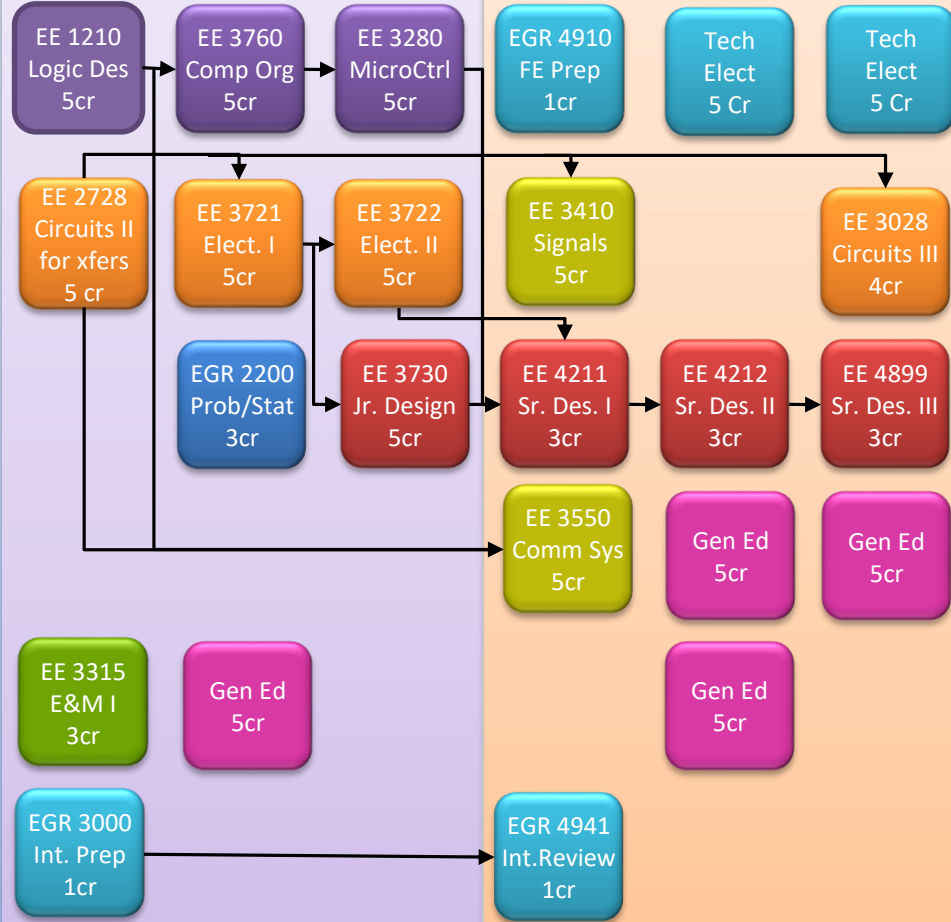 EE 1210
Logic Des
5cr
EE 3760
Comp Org
5cr
EE 3280
MicroCtrl
5cr
EGR 4910
FE Prep
1cr
Tech
Elect
5 Cr
Tech
Elect
5 Cr
EE 2728
Circuits II
for xfers
5 cr
EE 3721
Elect. I
5cr
EE 3722
Elect. II
5cr
EE 3410
Signals
5cr
EE 3028
Circuits III
4cr
EGR 2200
Prob/Stat
3cr
EE 3730
Jr. Design
5cr
EE 4211
Sr. Des. I
3cr
EE 4212
Sr. Des. II
3cr
EE 4899
Sr. Des. III
3cr
EE 3550
Comm Sys
5cr
Gen Ed
5cr
Gen Ed
5cr
EE 3315
E&M I
3cr
Gen Ed
5cr
Gen Ed
5cr
EGR 3000
Int. Prep
1cr
EGR 4941
Int.Review
1cr